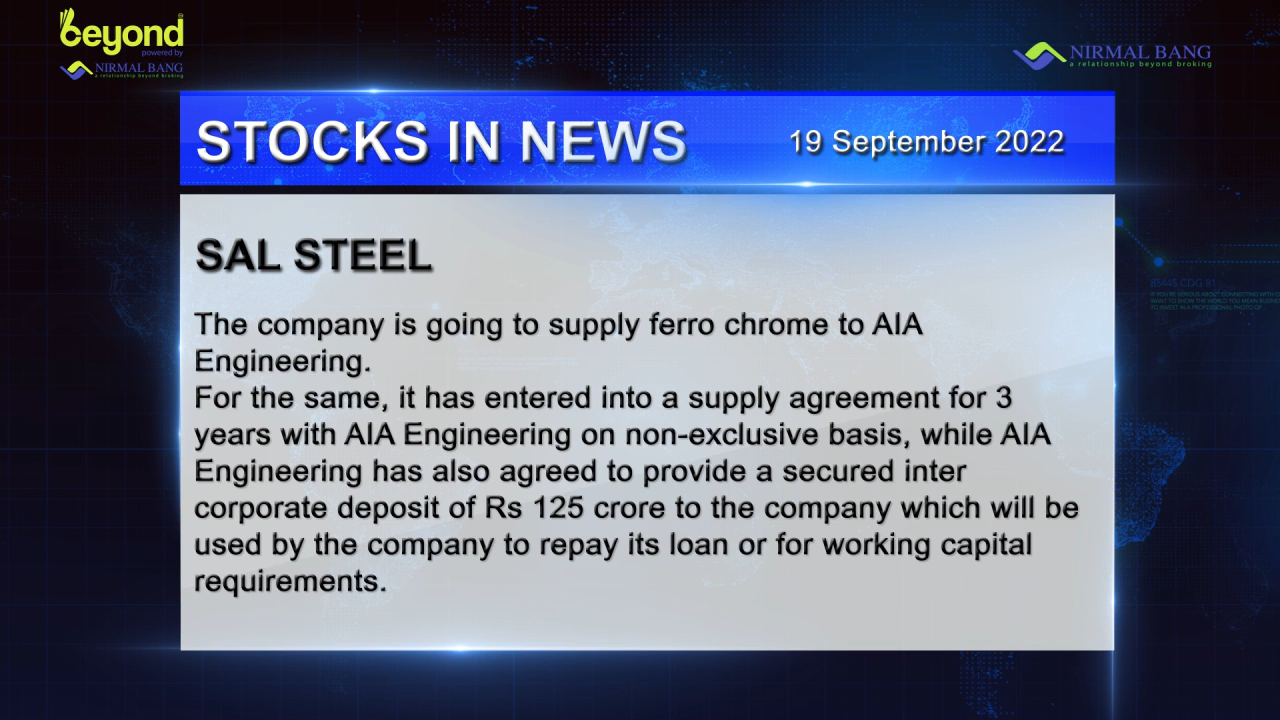 beyond
powered by
NIRMAL BANG
a relationship beyond broking
NIRMAL BANG
a relationship beyond broking
STOCKS IN NEWS
19 September 2022
SAL STEEL
The company is going to supply ferro chrome to AIA
Engineering.
For the same, it has entered into a supply agreement for 3
years with AIA Engineering on non-exclusive basis, while AIA
Engineering has also agreed to provide a secured inter
corporate deposit of Rs 125 crore to the company which will be
used by the company to repay its loan or for working capital
requirements.